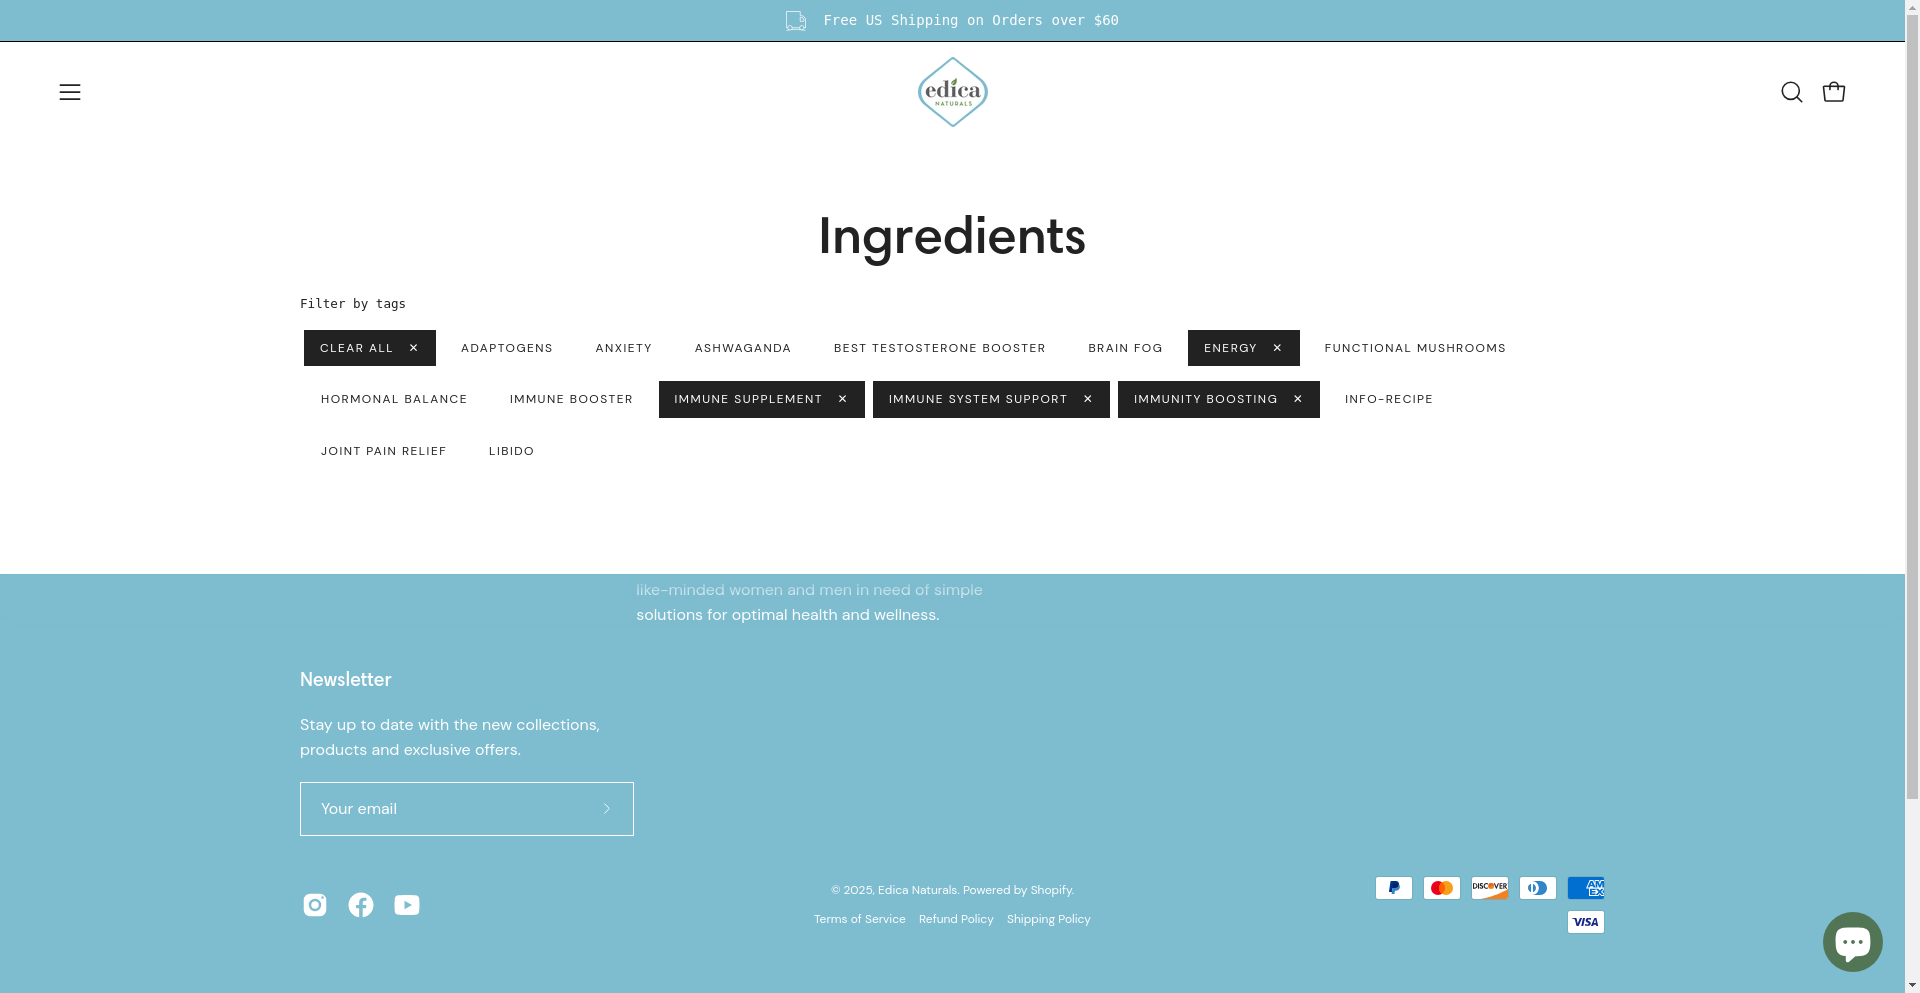 Free US Shipping on Orders over $60
edica
NATURALS
Ingredients
Filter by tags
CLEAR ALL ✕ ADAPTOGENS ANXIETY ASHWAGANDA BEST TESTOSTERONE BOOSTER BRAIN FOG ENERGY ✕ FUNCTIONAL MUSHROOMS
HORMONAL BALANCE IMMUNE BOOSTER IMMUNE SUPPLEMENT ✕ IMMUNE SYSTEM SUPPORT ✕ IMMUNITY BOOSTING ✕ INFO-RECIPE
JOINT PAIN RELIEF LIBIDO
like-minded women and men in need of simple
solutions for optimal health and wellness.
Newsletter
Stay up to date with the new collections,
products and exclusive offers.
Your email
© 2025, Edica Naturals. Powered by Shopify.
Terms of Service Refund Policy Shipping Policy
DISCOVER
AM
EX
VISA